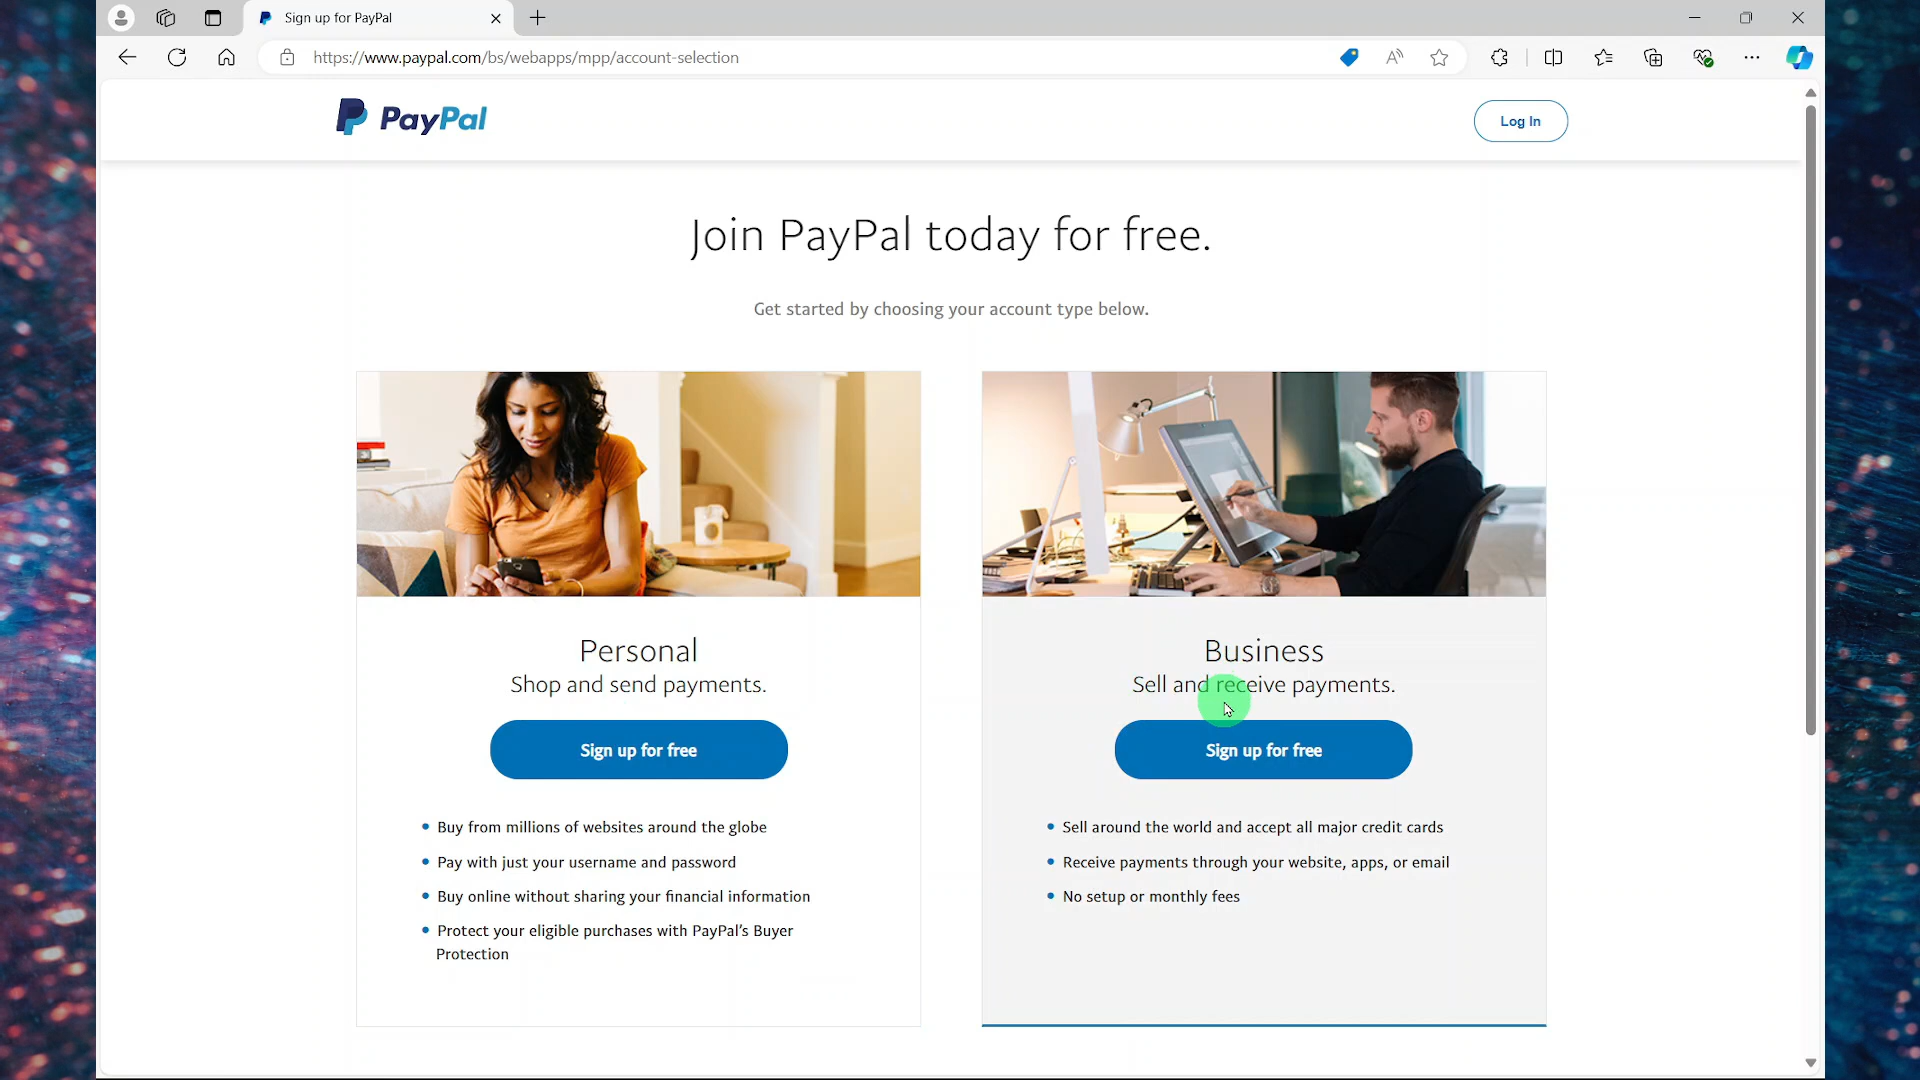 Sign up for PayPal
https://www.paypal.com/bs/webapps/mpp/account-selection
PayPal
Log In
Join PayPal today for free.
Get started by choosing your account type below.
Personal
Shop and send payments.
Sign up for free
Buy from millions of websites around the globe
Pay with just your username and password
Buy online without sharing your financial information
Protect your eligible purchases with PayPal's Buyer
Protection
Business
Sell and receive payments.
Sign up for free
Sell around the world and accept all major credit cards
Receive payments through your website, apps, or email
No setup or monthly fees